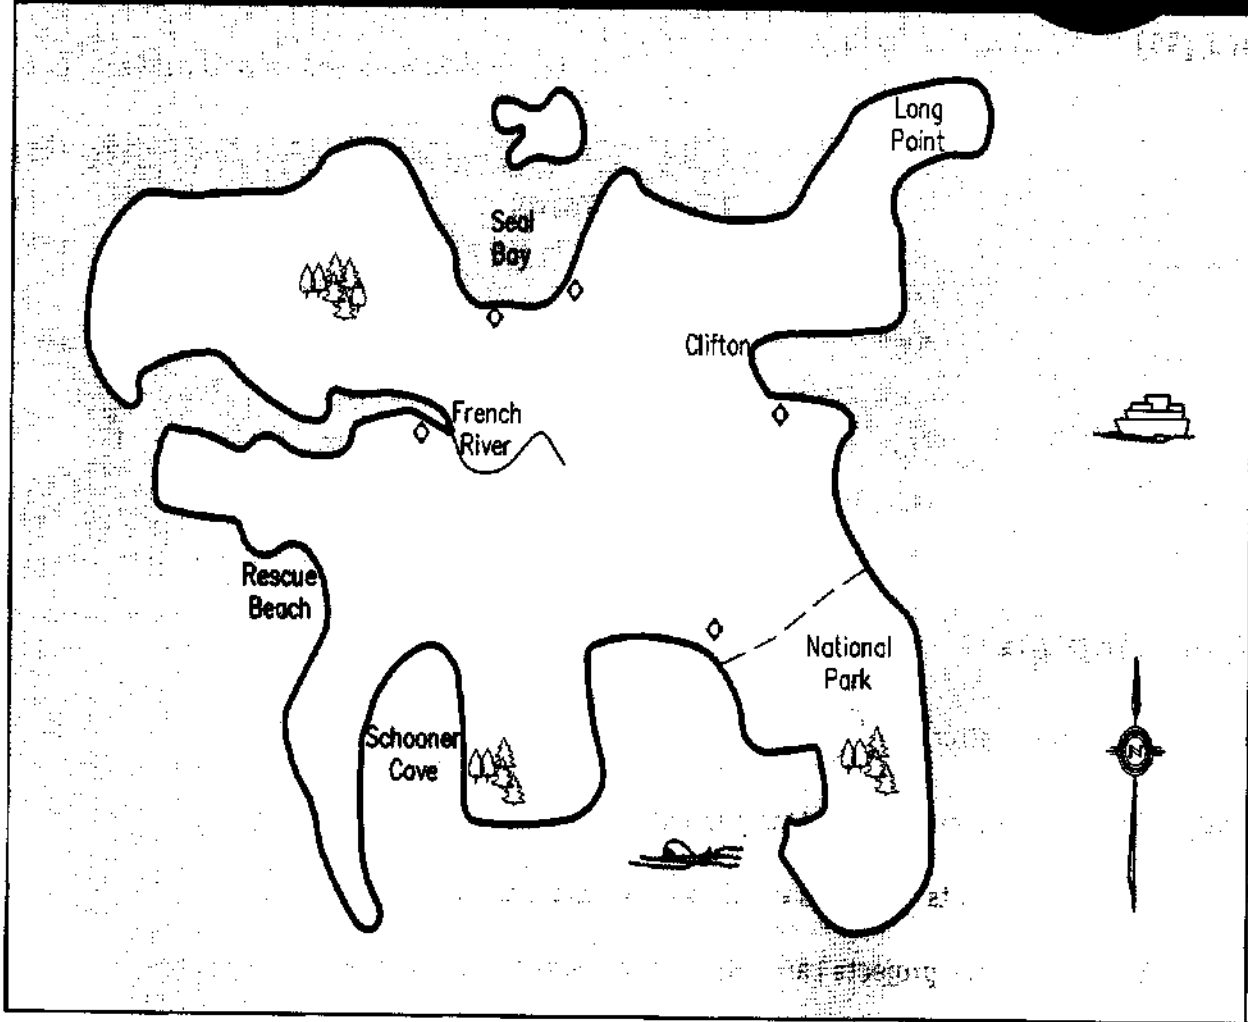 Long
Point
Seal
Bay
Clifton
French
River
Rescue
Beach
National
Park
Schooner
Cove
N